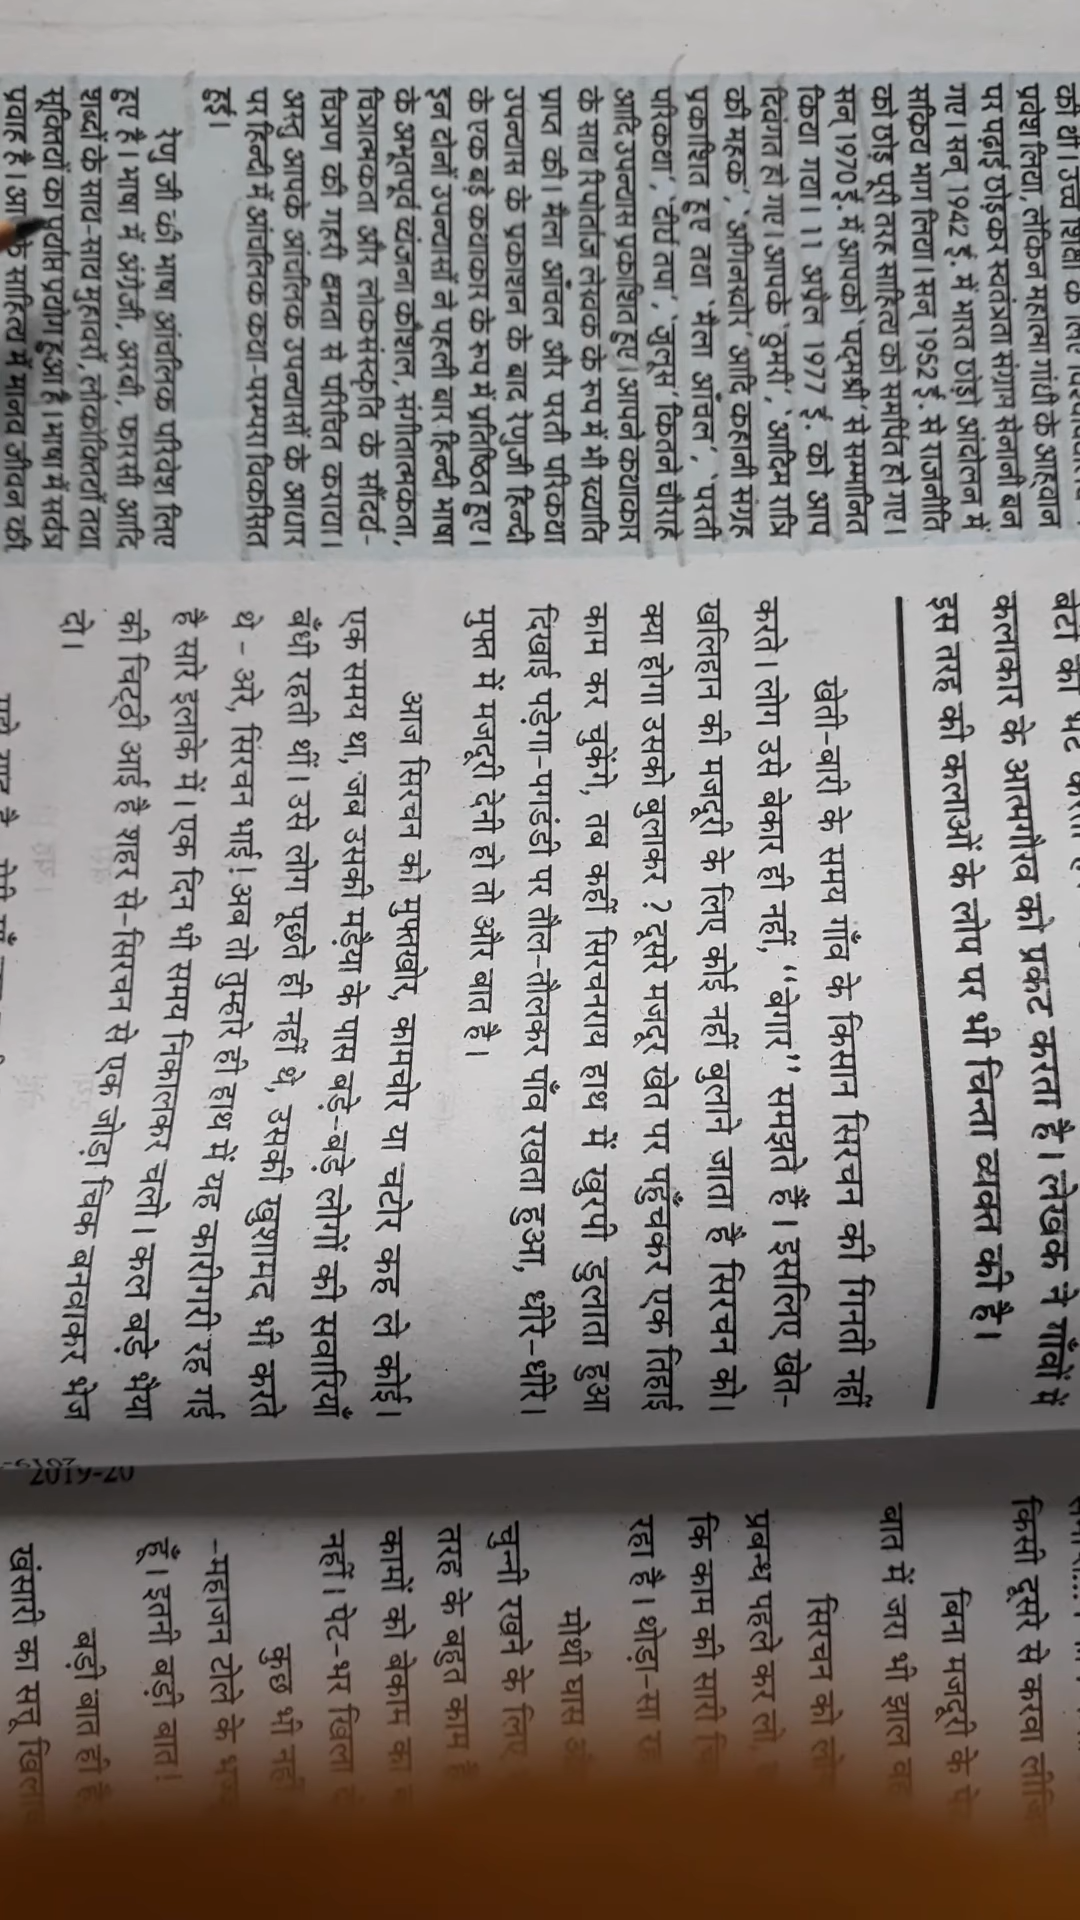 प्रवेश लिया, लेकिन महात्मा गांधी के आह्वान
पर पढ़ाई छोड़कर स्वतंत्रता संग्राम सेनानी बन
गए। सन् 1942 ई. में भारत छोड़ो आंदोलन में
सक्रिय भाग लिया। सन् 1952 ई. से राजनीति
को छोड़ पूरी तरह साहित्य को समर्पित हो गए।
सन् 1970 ई. में आपको 'पद्मश्री' से सम्मानित
किया गया। 11 अप्रैल 1977 ई. को आप
दिवंगत हो गए। आपके 'ठुमरी', 'आदिम रात्रि
की महक', 'अग्निखोर' आदि कहानी संग्रह
प्रकाशित हुए तथा 'मैला आँचल', 'परती
परिकथा', 'दीर्घ तपा', 'जुलूस' 'कितने चौराहे'
आदि उपन्यास प्रकाशित हुए। आपने कथाकार
के साथ रिपोर्ताज लेखक के रूप में भी ख्याति
प्राप्त की। मैला आँचल और परती परिकथा
उपन्यास के प्रकाशन के बाद रेणुजी हिन्दी
के एक बड़े कथाकार के रूप में प्रतिष्ठित हुए।
इन दोनों उपन्यासों ने पहली बार हिन्दी भाषा
के अभूतपूर्व व्यंजना कौशल, संगीतात्मकता,
चित्रात्मकता और लोकसंस्कृति के सौंदर्य-
चित्रण की गहरी क्षमता से परिचित कराया।
अस्तु आपके आंचलिक उपन्यासों के आधार
पर हिन्दी में आंचलिक कथा-परम्परा विकसित
हुई।
रेणु जी की भाषा आंचलिक परिवेश लिए
हुए है। भाषा में अंग्रेजी, अरबी, फारसी आदि
शब्दों के साथ-साथ मुहावरों, लोकोक्तियों तथा
सूक्तियों का प्रयोग हुआ है। भाषा में सर्वत्र
प्रवाह है। के साहित्य में मानव जीवन की
कलाकार के आत्मगौरव को प्रकट करता है। लेखक ने गाँवों में
इस तरह की कलाओं के लोप पर भी चिन्ता व्यक्त की है।
खेती-बारी के समय गाँव के किसान सिरचन की गिनती नहीं
करते। लोग उसे बेकार ही नहीं, “बेगार” समझते हैं। इसलिए खेत-
खलिहान की मजदूरी के लिए कोई नहीं बुलाने जाता है सिरचन को।
क्या होगा उसको बुलाकर ? दूसरे मजदूर खेत पर पहुँचकर एक तिहाई
काम कर चुकेंगे, तब कहीं सिरचनराय हाथ में खुरपी डुलाता हुआ
दिखाई पड़ेगा-पगडंडी पर तौल-तौलकर पाँव रखता हुआ, धीरे-धीरे।
मुफ्त में मजदूरी देनी हो तो और बात है।
आज सिरचन को मुफ्तखोर, कामचोर या चटोर कह ले कोई।
एक समय था, जब उसकी मड़ैया के पास बड़े-बड़े लोगों की सवारियाँ
बँधी रहती थीं। उसे लोग पूछते ही नहीं थे, उसकी खुशामद भी करते
थे - अरे, सिरचन भाई! अब तो तुम्हारे ही हाथ में यह कारीगरी रह गई
है सारे इलाके में। एक दिन भी समय निकालकर चलो। कल बड़े भैया
की चिट्ठी आई है शहर से-सिरचन से एक जोड़ा चिक बनवाकर भेज
दो।
किसी दूसरे से करवा
बिना मजदूरी के
बात में जरा भी झाल
सिरचन को
प्रबन्ध पहले कर लो,
कि काम की सारी
रहा है। थोड़ा-सा
मोथी घास
चुन्नी रखने के लिए
तरह के बहुत काम
कामों को बेकाम का
नहीं। पेट-भर खिला
कुछ भी नहीं
-महाजन टोले के
हूँ। इतनी बड़ी बात!
बड़ी बात ही है,
खंसारी का सत्तू